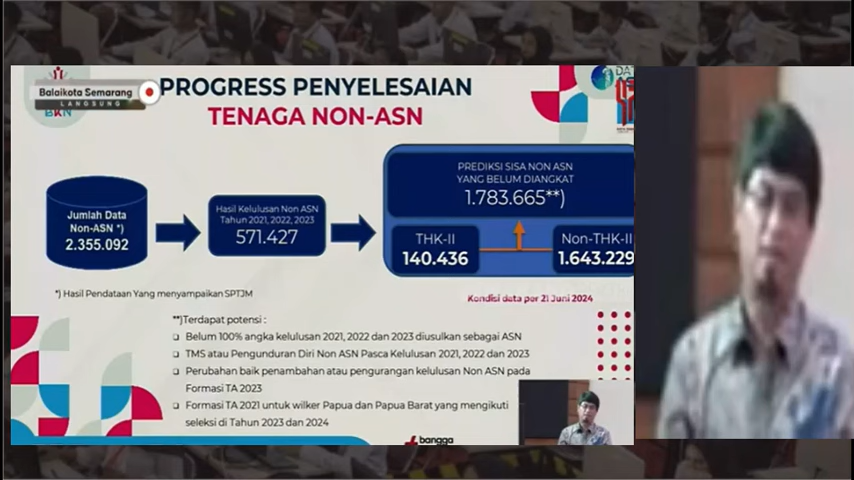 Balaikota Semarang
LANGSUNG
BKN
PROGRESS PENYELESAIAN
TENAGA NON-ASN
DATA
Jumlah Data
Non-ASN *)
2.355.092
Hasil Kelulusan Non ASN
Tahun 2021, 2022, 2023
571.427
PREDIKSI SISA NON ASN
YANG BELUM DIANGKAT
1.783.665**)
THK-II
140.436
Non-THK-II
1.643.229
*) Hasil Pendataan Yang menyampaikan SPTJM
Kondisi data per 21 Juni 2024
**)Terdapat potensi :
Belum 100% angka kelulusan 2021, 2022 dan 2023 diusulkan sebagai ASN
TMS atau Pengunduran Diri Non ASN Pasca Kelulusan 2021, 2022 dan 2023
Perubahan baik penambahan atau pengurangan kelulusan Non ASN pada
Formasi TA 2023
Formasi TA 2021 untuk wilker Papua dan Papua Barat yang mengikuti
seleksi di Tahun 2023 dan 2024
bangga